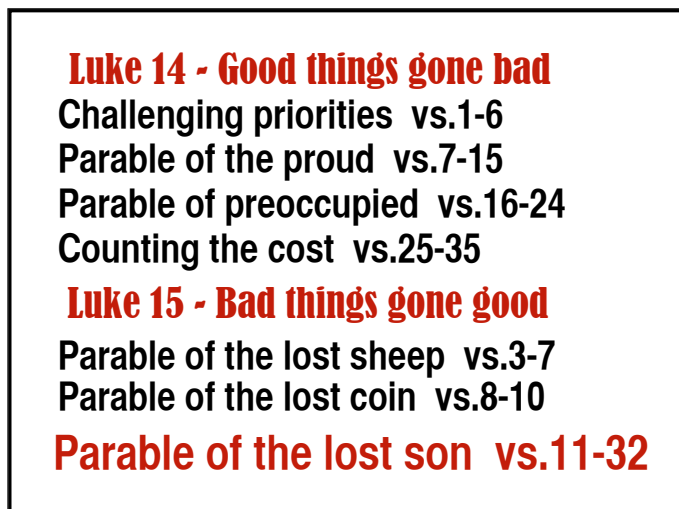 Luke 14 - Good things gone bad
Challenging priorities vs.1-6
Parable of the proud vs.7-15
Parable of preoccupied vs.16-24
Counting the cost vs.25-35
Luke 15 - Bad things gone good
Parable of the lost sheep vs.3-7
Parable of the lost coin vs.8-10
Parable of the lost son vs.11-32